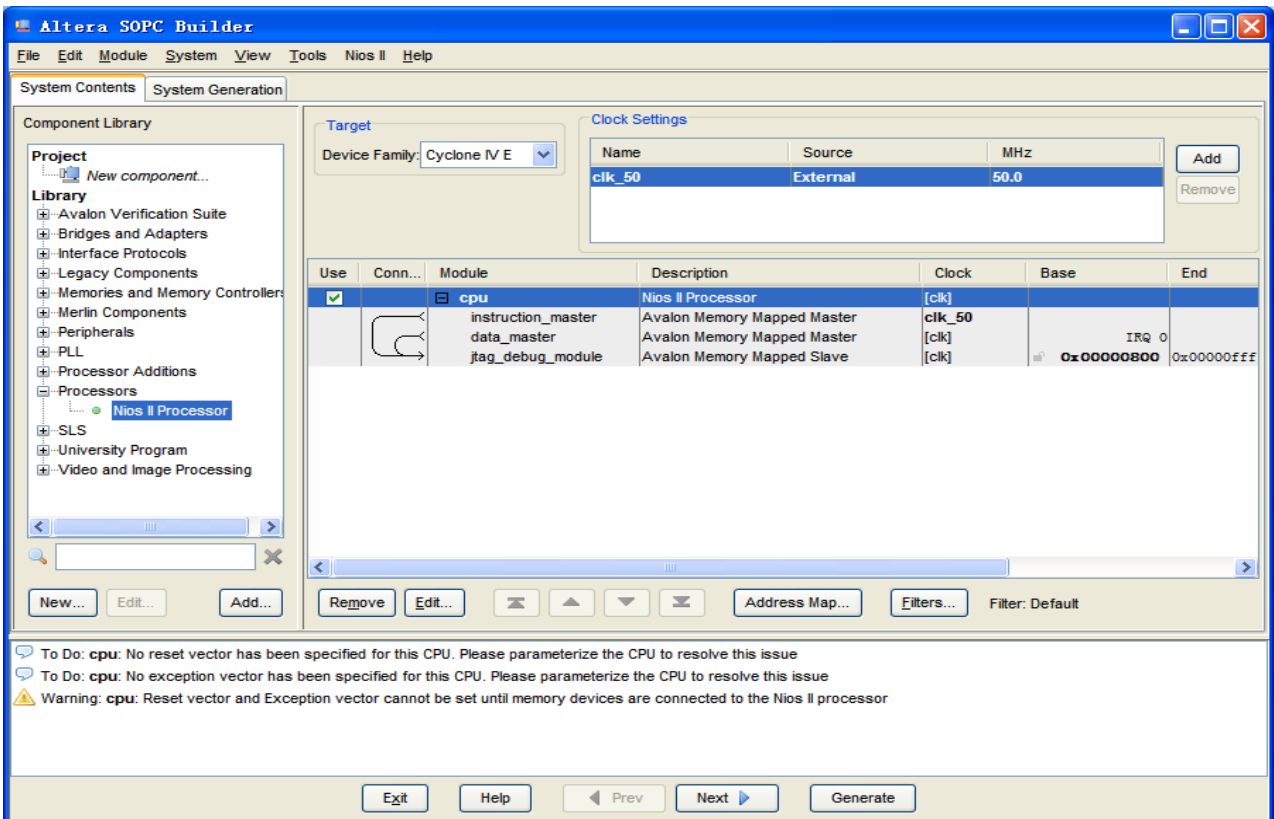 Altera SOPC Builder
File Edit Module System View Tools Nios II Help
System Contents System Generation
Component Library
Project
New component...
Library
Avalon Verification Suite
Bridges and Adapters
Interface Protocols
Legacy Components
Memories and Memory Controllers
Merlin Components
Peripherals
PLL
Processor Additions
Processors
Nios II Processor
SLS
University Program
Video and Image Processing
New... Edit... Add...
Target
Device Family: Cyclone IV E
Clock Settings
Name Source MHz
clk_50 External 50.0
Add
Remove
Use Conn... Module Description Clock Base End
cpu Nios II Processor [clk]
instruction_master Avalon Memory Mapped Master clk_50
data_master Avalon Memory Mapped Master [clk] IRQ 0
jtag_debug_module Avalon Memory Mapped Slave [clk] 0x00000800 0x00000fff
Remove Edit... Address Map... Filters... Filter: Default
To Do: cpu: No reset vector has been specified for this CPU. Please parameterize the CPU to resolve this issue
To Do: cpu: No exception vector has been specified for this CPU. Please parameterize the CPU to resolve this issue
Warning: cpu: Reset vector and Exception vector cannot be set until memory devices are connected to the Nios II processor
Exit Help Prev Next Generate